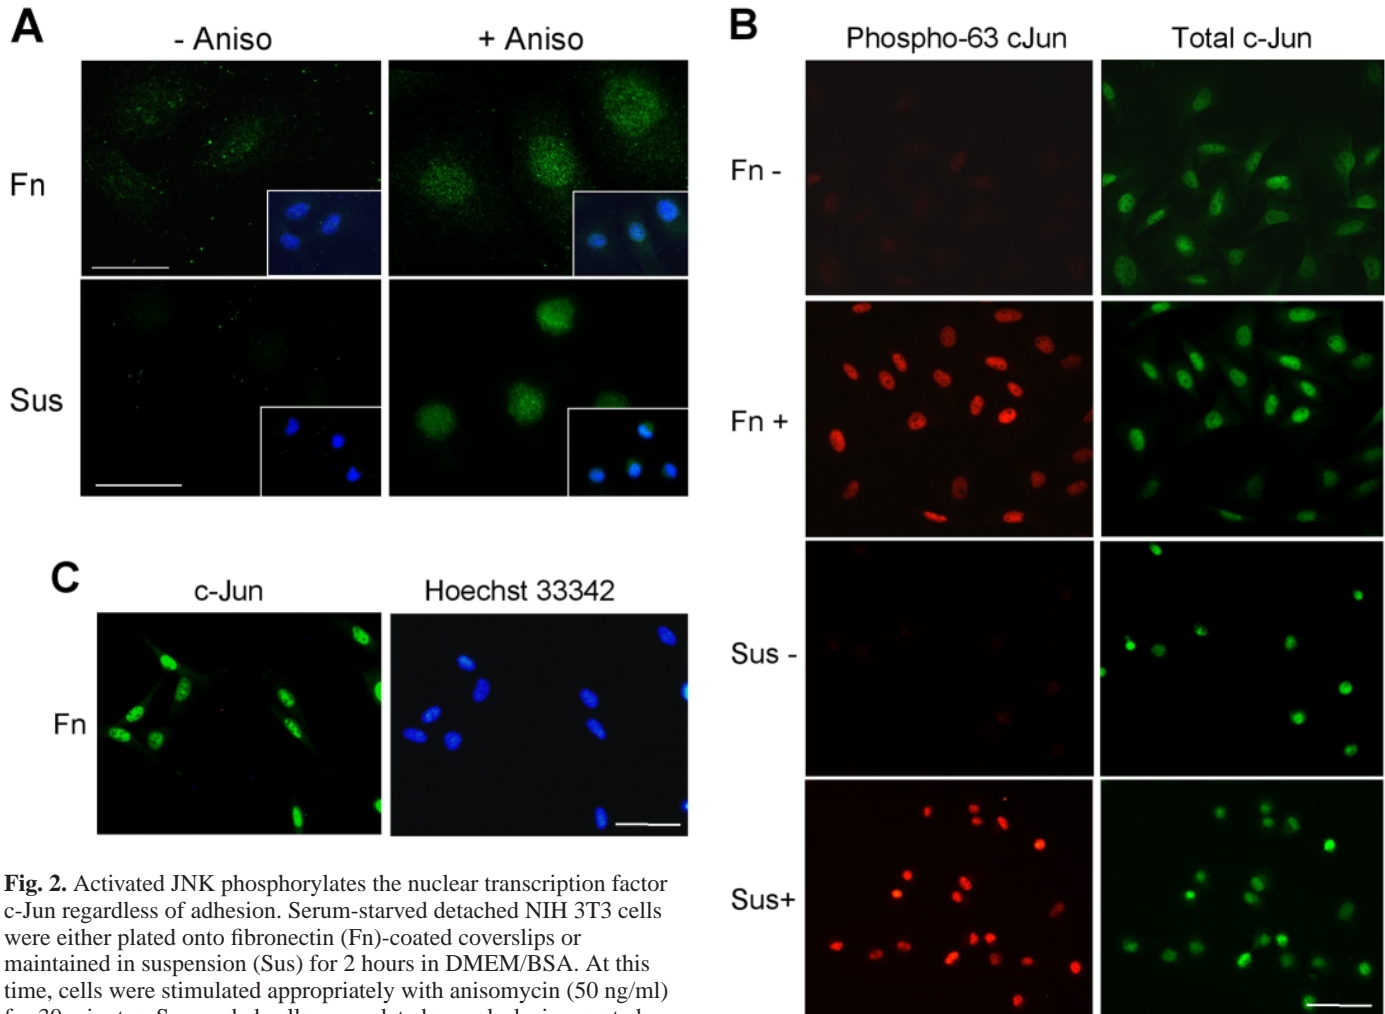 A
- Aniso
+ Aniso
Fn
Sus
B
Phospho-63 cJun
Total c-Jun
Fn -
Fn +
Sus -
Sus+
C
c-Jun
Hoechst 33342
Fn
Fig. 2. Activated JNK phosphorylates the nuclear transcription factor
c-Jun regardless of adhesion. Serum-starved detached NIH 3T3 cells
were either plated onto fibronectin (Fn)-coated coverslips or
maintained in suspension (Sus) for 2 hours in DMEM/BSA. At this
time, cells were stimulated appropriately with anisomycin (50 ng/ml)